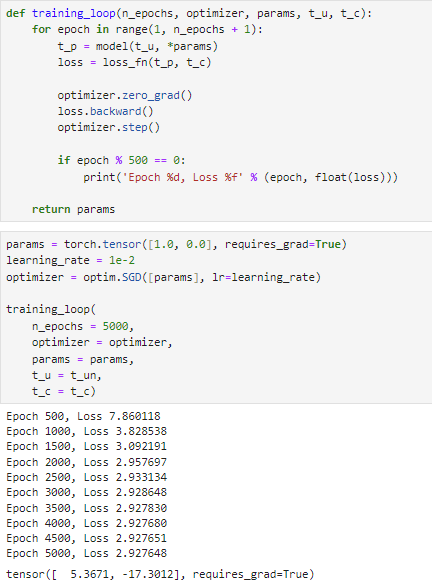 def training_loop(n_epochs, optimizer, params, t_u, t_c):
    for epoch in range(1, n_epochs + 1):
        t_p = model(t_u, *params)
        loss = loss_fn(t_p, t_c)

        optimizer.zero_grad()
        loss.backward()
        optimizer.step()

        if epoch % 500 == 0:
            print('Epoch %d, Loss %f' % (epoch, float(loss)))

    return params

params = torch.tensor([1.0, 0.0], requires_grad=True)
learning_rate = 1e-2
optimizer = optim.SGD([params], lr=learning_rate)

training_loop(
    n_epochs = 5000,
    optimizer = optimizer,
    params = params,
    t_u = t_un,
    t_c = t_c)

Epoch 500, Loss 7.860118
Epoch 1000, Loss 3.828538
Epoch 1500, Loss 3.092191
Epoch 2000, Loss 2.957697
Epoch 2500, Loss 2.933134
Epoch 3000, Loss 2.928648
Epoch 3500, Loss 2.927830
Epoch 4000, Loss 2.927680
Epoch 4500, Loss 2.927651
Epoch 5000, Loss 2.927648

tensor([  5.3671, -17.3012], requires_grad=True)